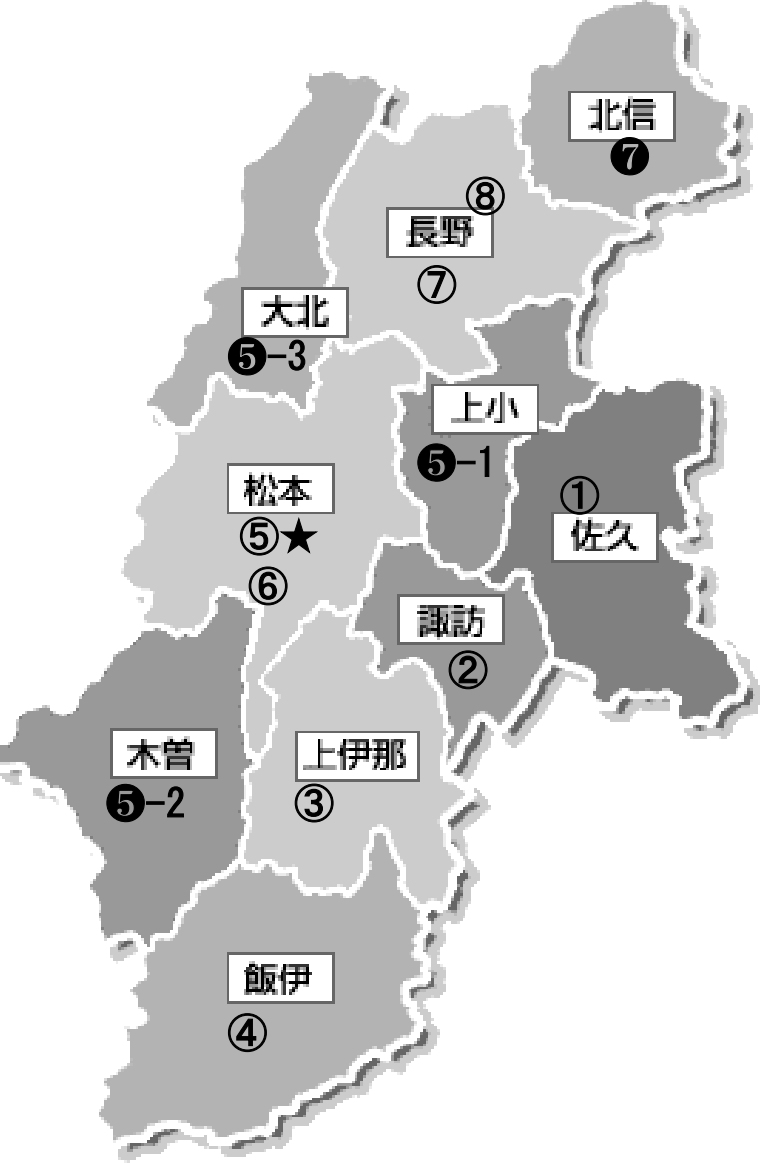 北信
❼
⑧
長野
⑦
大北
❺-3
上小
❺-1
松本
⑤★
⑥
①
佐久
諏訪
②
木曽
❺-2
上伊那
③
飯伊
④